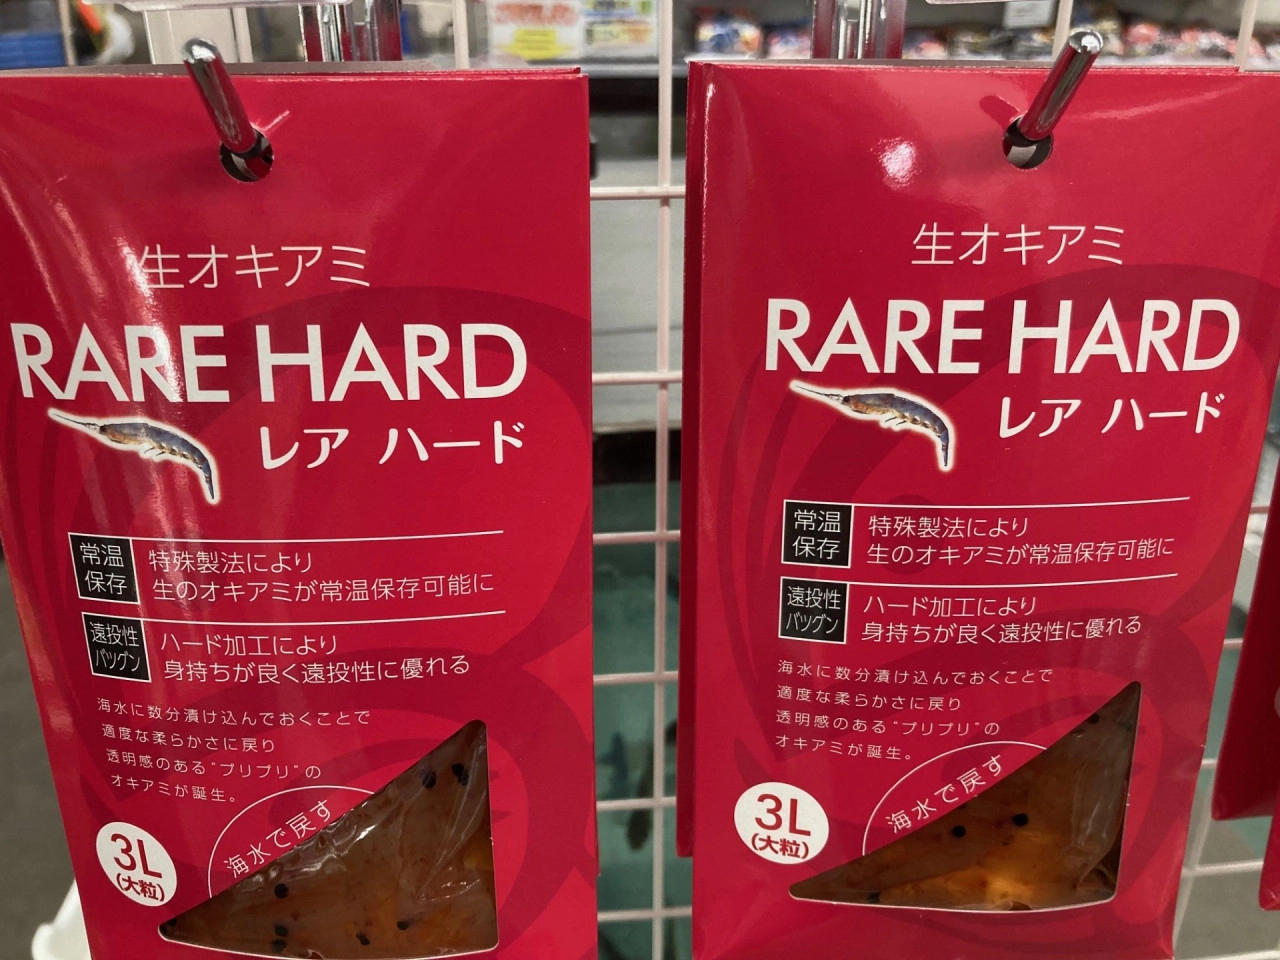 生オキアミ
RARE HARD
レア ハード
常温
保存
特殊製法により
生のオキアミが常温保存可能に
遠投性
バツグン
ハード加工により
身持ちが良く遠投性に優れる
海水に数分漬け込んでおくことで
適度な柔らかさに戻り
透明感のある"プリプリ"の
オキアミが誕生。
海水で戻す
3L
(大粒)
生オキアミ
RARE HARD
レア ハード
常温
保存
特殊製法により
生のオキアミが常温保存可能に
遠投性
バツグン
ハード加工により
身持ちが良く遠投性に優れる
海水に数分漬け込んでおくことで
適度な柔らかさに戻り
透明感のある"プリプリ"の
オキアミが誕生。
海水で戻す
3L
(大粒)